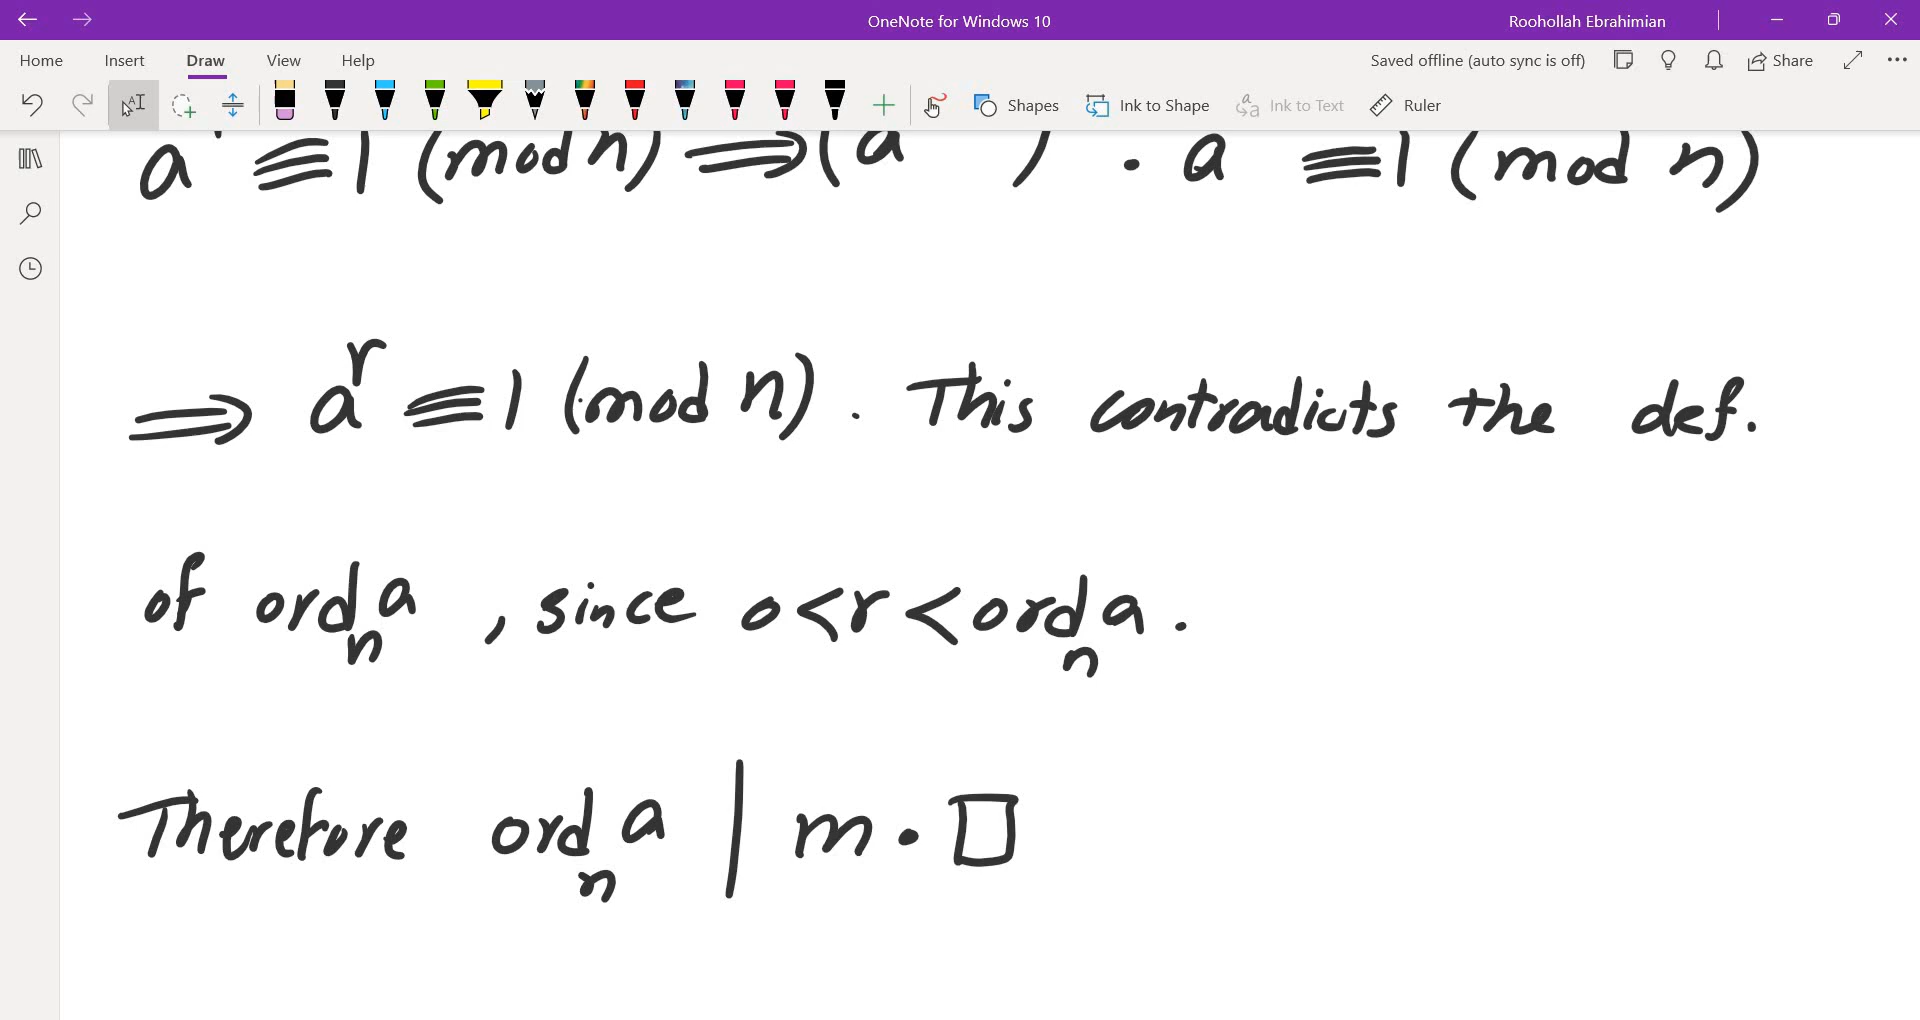 OneNote for Windows 10 Roohollah Ebrahimian
Home Insert Draw View Help Saved offline (auto sync is off) Share
Shapes Ink to Shape Ink to Text Ruler
a ≡ 1 (mod n) ⟹ (a ) . a ≡ 1 (mod n)
⟹ a^r ≡ 1 (mod n). This contradicts the def.
of ord_n a , since 0 < r < ord_n a .
Therefore ord_n a | m . □